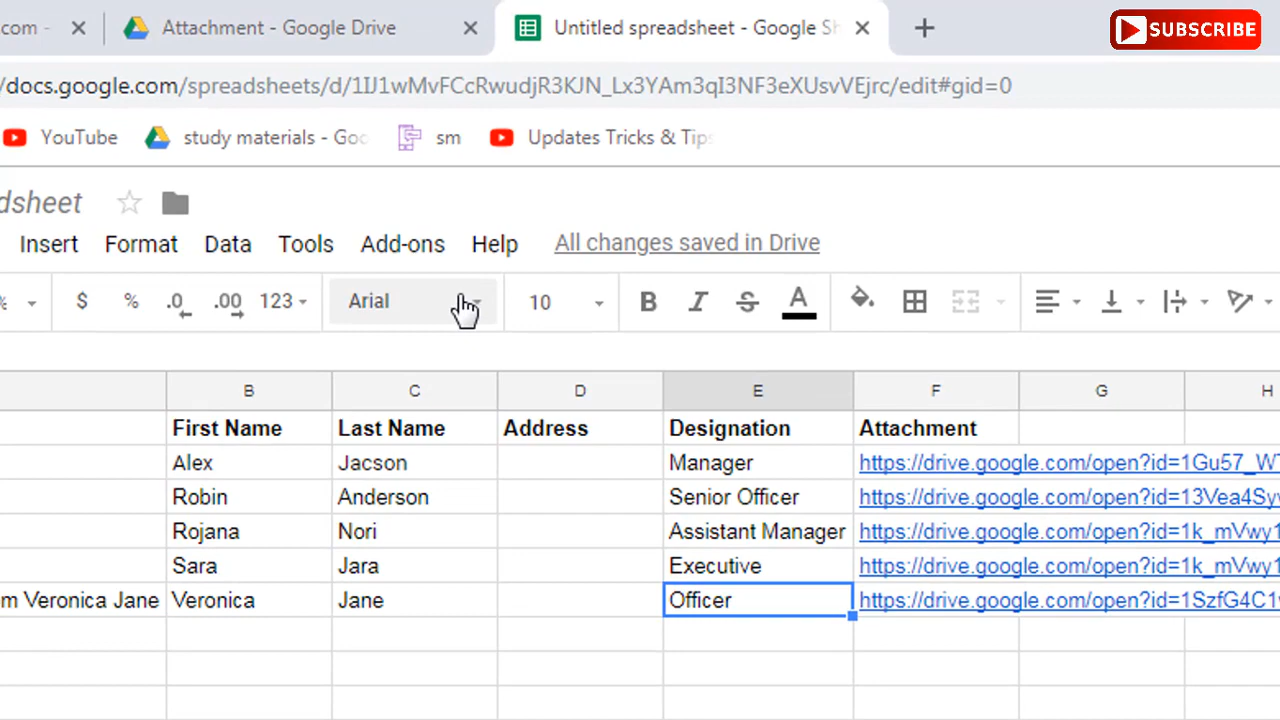 com - Attachment - Google Drive Untitled spreadsheet - Google Sh SUBSCRIBE
/docs.google.com/spreadsheets/d/1IJ1wMvFCcRwudjR3KJN_Lx3YAm3qI3NF3eXUsvVEjrc/edit#gid=0
YouTube study materials - Goo sm Updates Tricks & Tips
dsheet
Insert Format Data Tools Add-ons Help All changes saved in Drive
% $ % .0 .00 123 Arial 10 B I S A
B C D E F G H
First Name Last Name Address Designation Attachment
Alex Jacson Manager https://drive.google.com/open?id=1Gu57_W
Robin Anderson Senior Officer https://drive.google.com/open?id=13Vea4Sy
Rojana Nori Assistant Manager https://drive.google.com/open?id=1k_mVwy1
Sara Jara Executive https://drive.google.com/open?id=1k_mVwy1
m Veronica Jane Veronica Jane Officer https://drive.google.com/open?id=1SzfG4C1